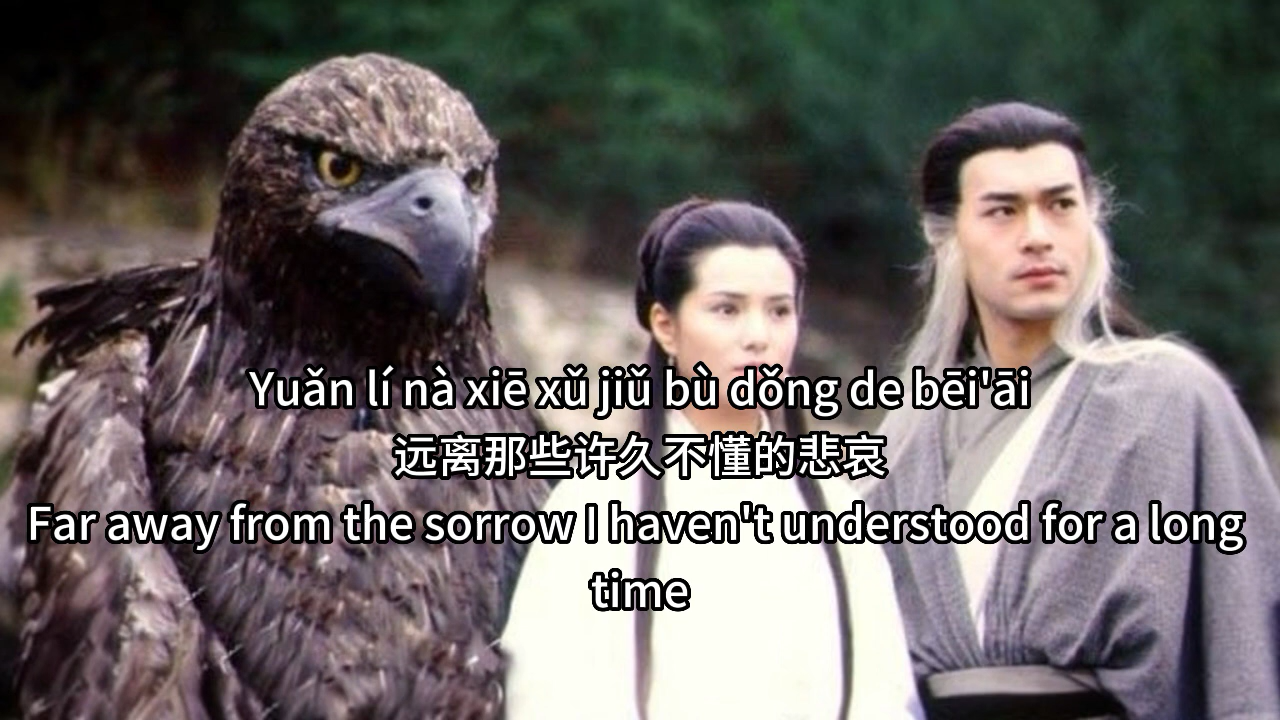 Yuǎn lí nà xiē xǔ jiǔ bù dǒng de bēi'āi
远离那些许久不懂的悲哀
Far away from the sorrow I haven't understood for a long
time